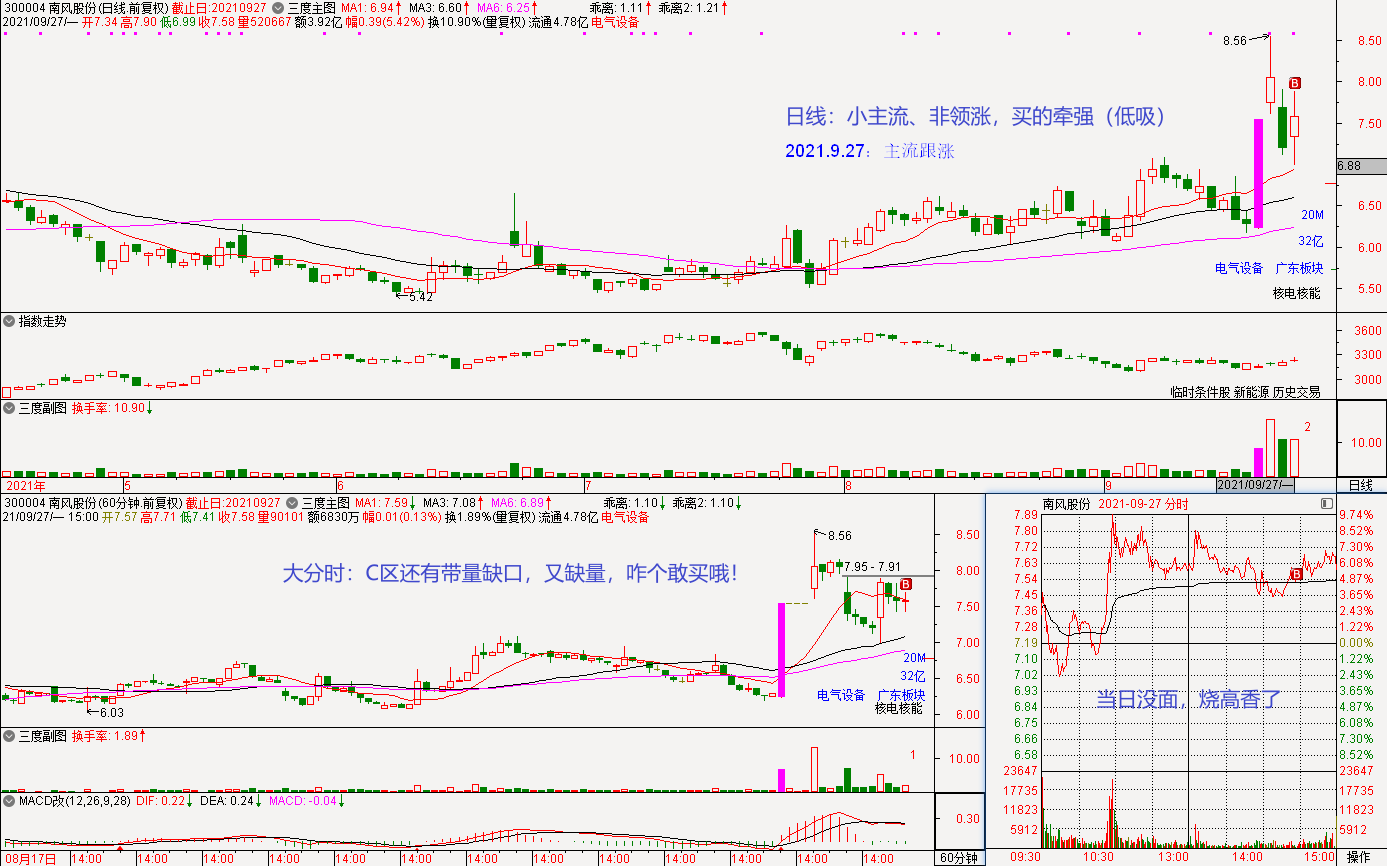 300004 南风股份(日线.前复权) 截止日:20210927 三度主图 MA1: 6.94↑ MA3: 6.60↑ MA6: 6.25↑ 乖离: 1.11↑ 乖离2: 1.21↑
2021/09/27/一 开7.34 高7.90 低6.99 收7.58 量520667 额3.92亿 幅0.39(5.42%) 换10.90%(量复权) 流通4.78亿 电气设备
8.56
8.50
B
8.00
日线：小主流、非领涨，买的牵强（低吸）
7.50
2021.9.27：主流跟涨
6.88
6.50
20M
32亿
6.00
电气设备 广东板块
5.50
5.42
核电核能
指数走势
3600
3300
3000
临时条件股 新能源 历史交易
三度副图 换手率: 10.90↓
2
10.00
2021年 5 6 7 8 9 2021/09/27/一 日线
300004 南风股份(60分钟.前复权) 截止日:20210927 三度主图 MA1: 7.59↓ MA3: 7.08↑ MA6: 6.89↑ 乖离: 1.10↓ 乖离2: 1.10↓
21/09/27/一 15:00 开7.57 高7.71 低7.41 收7.58 量90101 额6830万 幅0.01(0.13%) 换1.89%(量复权) 流通4.78亿 电气设备
8.56
8.50
大分时：C区还有带量缺口，又缺量，咋个敢买哦！
7.95 - 7.91
8.00
B
7.50
7.00
20M
32亿
6.50
电气设备 广东板块
核电核能
6.03
6.00
三度副图 换手率: 1.89↑
1
10.00
MACD改(12,26,9,28) DIF: 0.22↓ DEA: 0.24↓ MACD: -0.04↓
0.30
08月17日 14:00 14:00 14:00 14:00 14:00 14:00 14:00 14:00 14:00 14:00 14:00 14:00 14:00 60分钟
南风股份 2021-09-27 分时
7.89 9.74%
7.80 8.52%
7.72 7.30%
7.63 6.08%
7.54 4.87%
B
7.45 3.65%
7.36 2.43%
7.28 1.22%
7.19 0.00%
7.10 1.22%
7.02 2.43%
6.93 3.65%
当日没面，烧高香了
6.84 4.87%
6.75 6.08%
6.66 7.30%
6.58 8.52%
23647 23647
17735 17735
11823 11823
5912 5912
09:30 10:30 13:00 14:00 15:00 操作